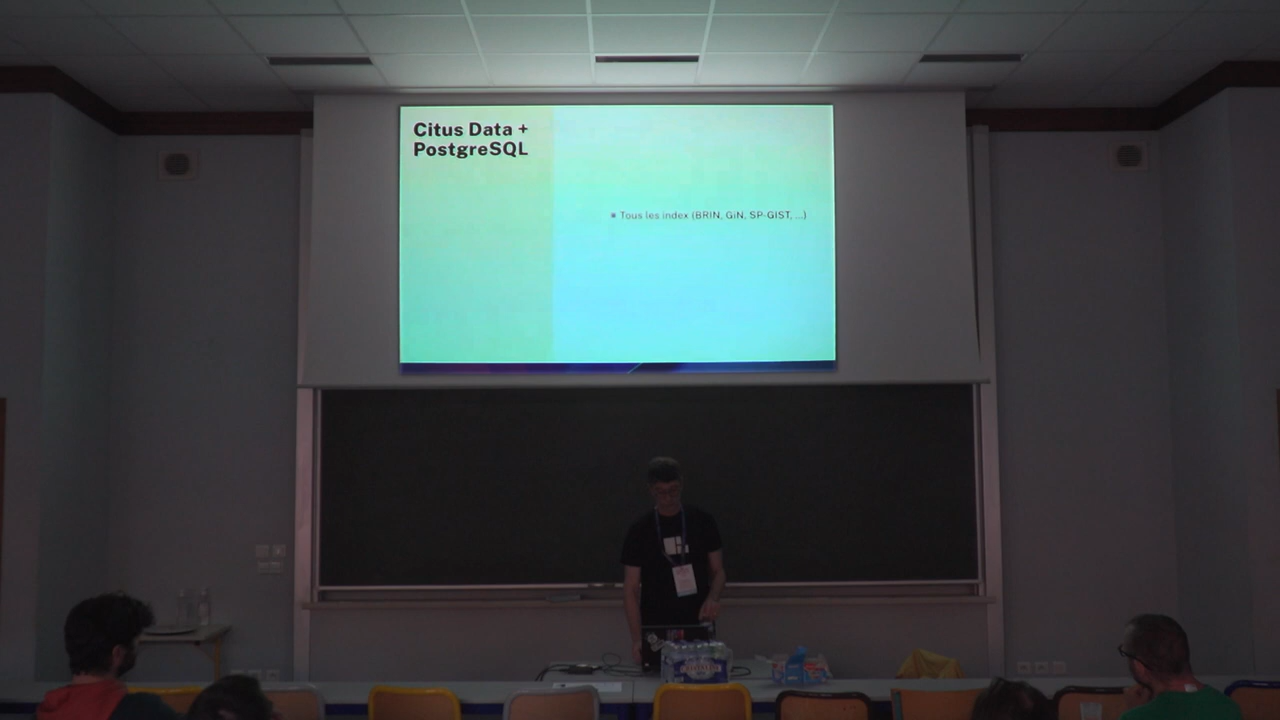 Citus Data +
PostgreSQL
Tous les index (BRIN, GiN, SP-GIST, ...)